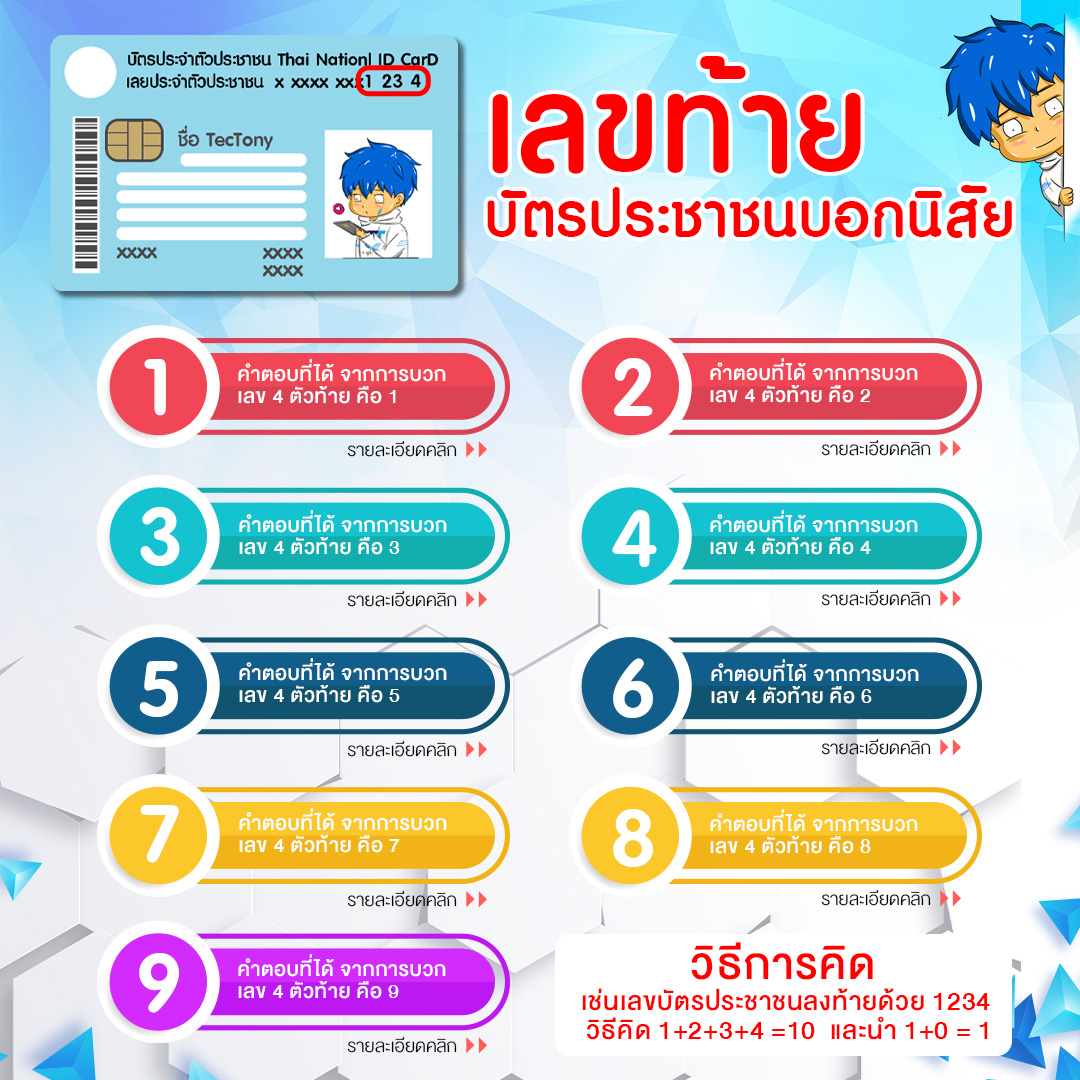 บัตรประจำตัวประชาชน Thai Nationl ID CarD
เลยประจำตัวประชาชน x xxxx xxx1 23 4
ชื่อ TecTony
xxxx
xxxx
xxxx
เลขท้าย
บัตรประชาชนบอกนิสัย
1
คำตอบที่ได้ จากการบวก
เลข 4 ตัวท้าย คือ 1
รายละเอียดคลิก
2
คำตอบที่ได้ จากการบวก
เลข 4 ตัวท้าย คือ 2
รายละเอียดคลิก
3
คำตอบที่ได้ จากการบวก
เลข 4 ตัวท้าย คือ 3
รายละเอียดคลิก
4
คำตอบที่ได้ จากการบวก
เลข 4 ตัวท้าย คือ 4
รายละเอียดคลิก
5
คำตอบที่ได้ จากการบวก
เลข 4 ตัวท้าย คือ 5
รายละเอียดคลิก
6
คำตอบที่ได้ จากการบวก
เลข 4 ตัวท้าย คือ 6
รายละเอียดคลิก
7
คำตอบที่ได้ จากการบวก
เลข 4 ตัวท้าย คือ 7
รายละเอียดคลิก
8
คำตอบที่ได้ จากการบวก
เลข 4 ตัวท้าย คือ 8
รายละเอียดคลิก
9
คำตอบที่ได้ จากการบวก
เลข 4 ตัวท้าย คือ 9
รายละเอียดคลิก
วิธีการคิด
เช่นเลขบัตรประชาชนลงท้ายด้วย 1234
วิธีคิด 1+2+3+4 =10 และนำ 1+0 = 1